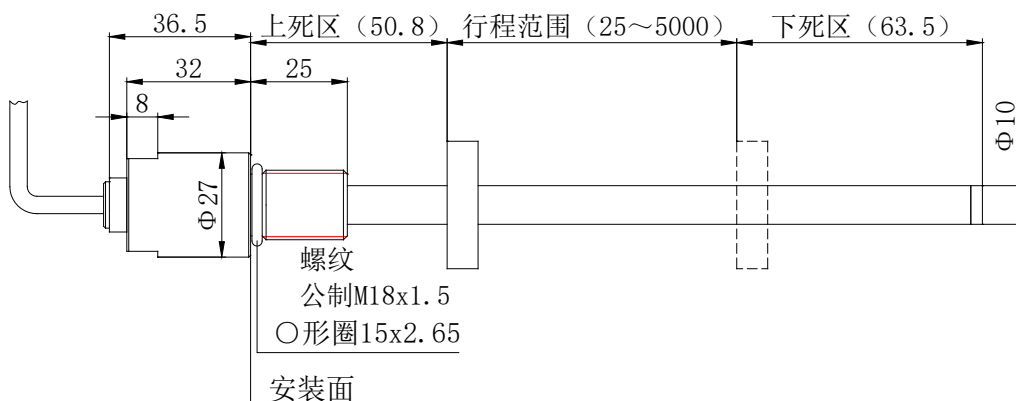 36.5
上死区（50.8）
行程范围（25～5000）
下死区（63.5）
32
25
8
Φ10
Φ27
螺纹
公制M18x1.5
○形圈15x2.65
安装面